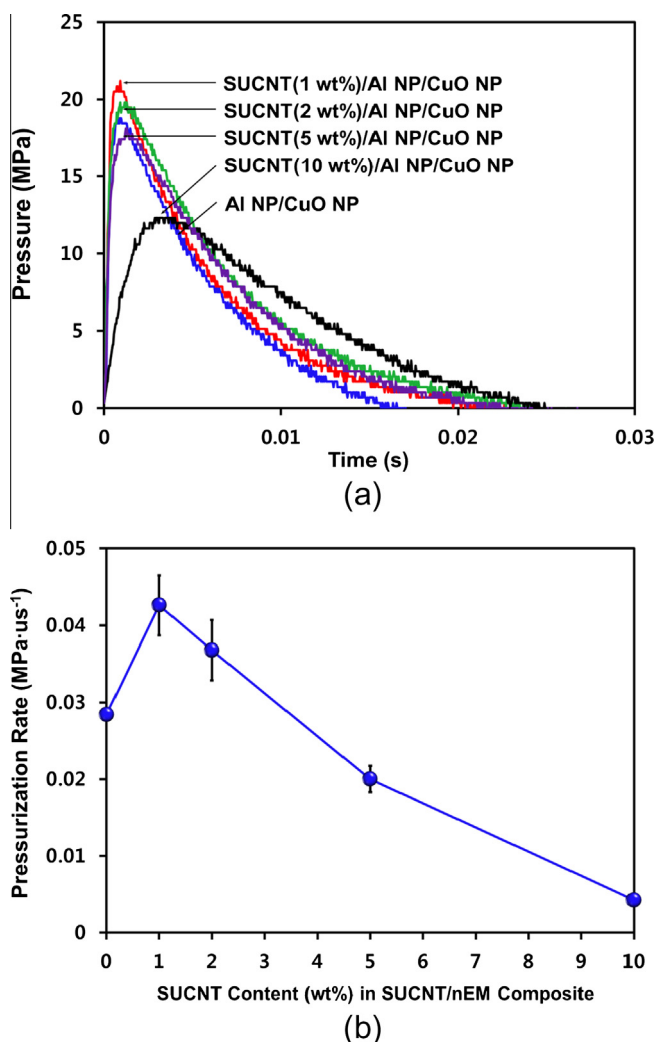 25
20
15
10
5
0
Pressure (MPa)
SUCNT(1 wt%)/Al NP/CuO NP
SUCNT(2 wt%)/Al NP/CuO NP
SUCNT(5 wt%)/Al NP/CuO NP
SUCNT(10 wt%)/Al NP/CuO NP
Al NP/CuO NP
0 0.01 0.02 0.03
Time (s)
(a)
0.05
0.04
0.03
0.02
0.01
0
Pressurization Rate (MPa·us⁻¹)
0 1 2 3 4 5 6 7 8 9 10
SUCNT Content (wt%) in SUCNT/nEM Composite
(b)